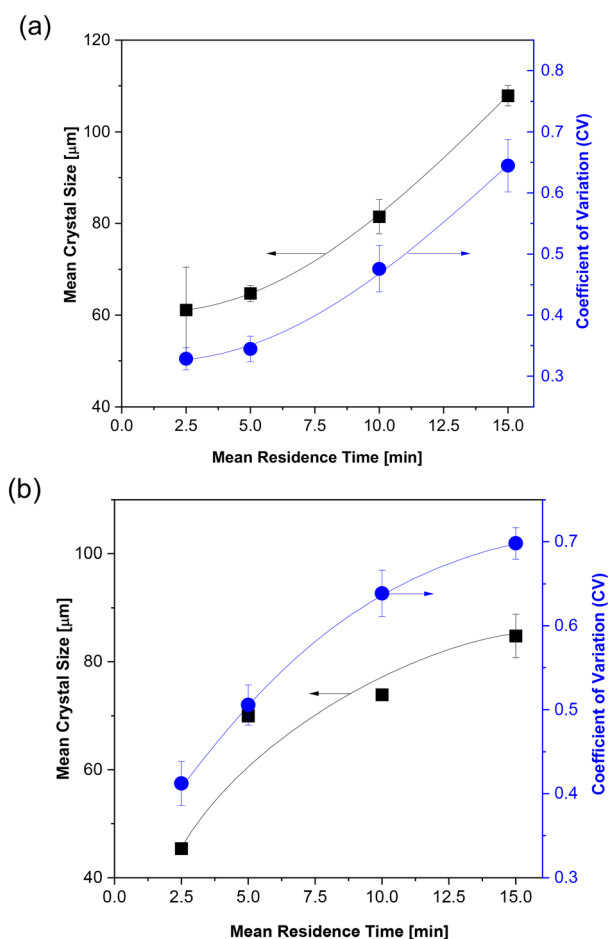 (a)
120
100
80
60
40
0.8
0.7
0.6
0.5
0.4
0.3
0.0 2.5 5.0 7.5 10.0 12.5 15.0
Mean Crystal Size [μm]
Coefficient of Variation (CV)
Mean Residence Time [min]
(b)
100
80
60
40
0.7
0.6
0.5
0.4
0.3
0.0 2.5 5.0 7.5 10.0 12.5 15.0
Mean Crystal Size [μm]
Coefficient of Variation (CV)
Mean Residence Time [min]